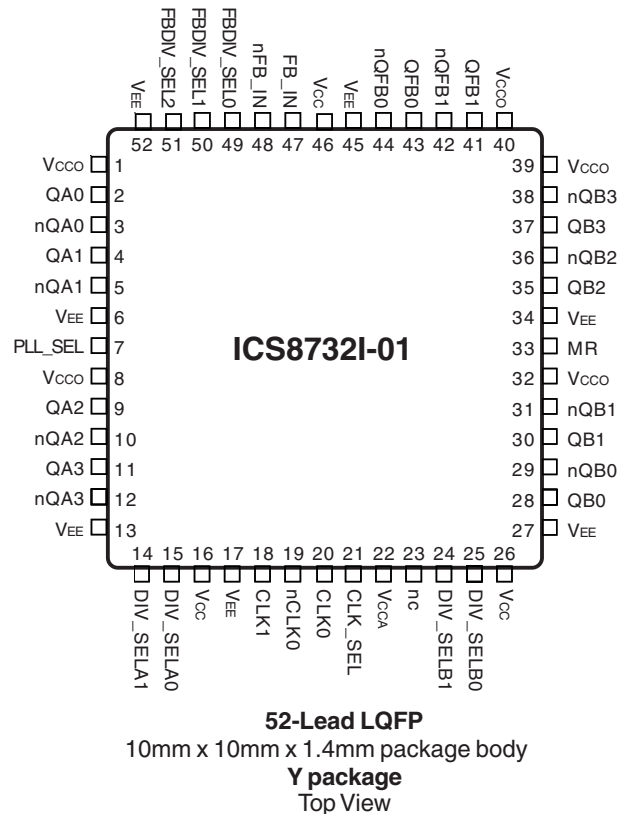 VEE
FBDIV_SEL2
FBDIV_SEL1
FBDIV_SEL0
nFB_IN
FB_IN
VCC
VEE
nQFB0
QFB0
nQFB1
QFB1
VCCO
52 51 50 49 48 47 46 45 44 43 42 41 40
VCCO 1
QA0 2
nQA0 3
QA1 4
nQA1 5
VEE 6
PLL_SEL 7
VCCO 8
QA2 9
nQA2 10
QA3 11
nQA3 12
VEE 13
ICS8732I-01
39 VCCO
38 nQB3
37 QB3
36 nQB2
35 QB2
34 VEE
33 MR
32 VCCO
31 nQB1
30 QB1
29 nQB0
28 QB0
27 VEE
14 15 16 17 18 19 20 21 22 23 24 25 26
DIV_SELA1
DIV_SELA0
VCC
VEE
CLK1
nCLK0
CLK0
CLK_SEL
VCCA
nc
DIV_SELB1
DIV_SELB0
VCC
52-Lead LQFP
10mm x 10mm x 1.4mm package body
Y package
Top View